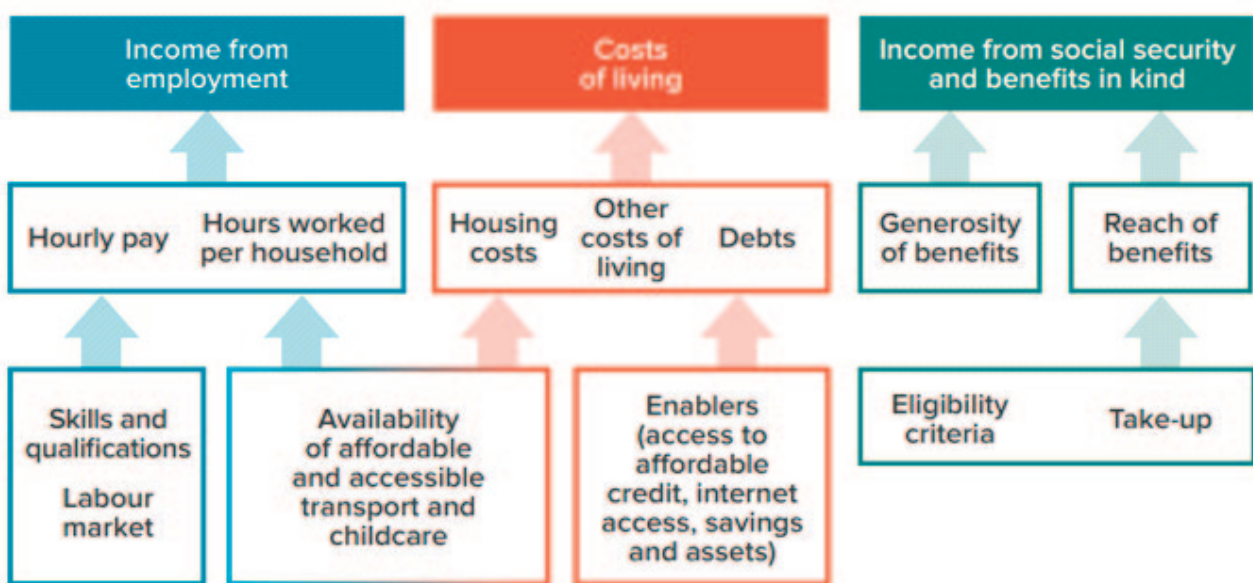 Income from
employment
Costs
of living
Income from social security
and benefits in kind
Hourly pay
Hours worked
per household
Housing
costs
Other
costs of
living
Debts
Generosity
of benefits
Reach of
benefits
Skills and
qualifications
Labour
market
Availability
of affordable
and accessible
transport and
childcare
Enablers
(access to
affordable
credit, internet
access, savings
and assets)
Eligibility
criteria
Take-up